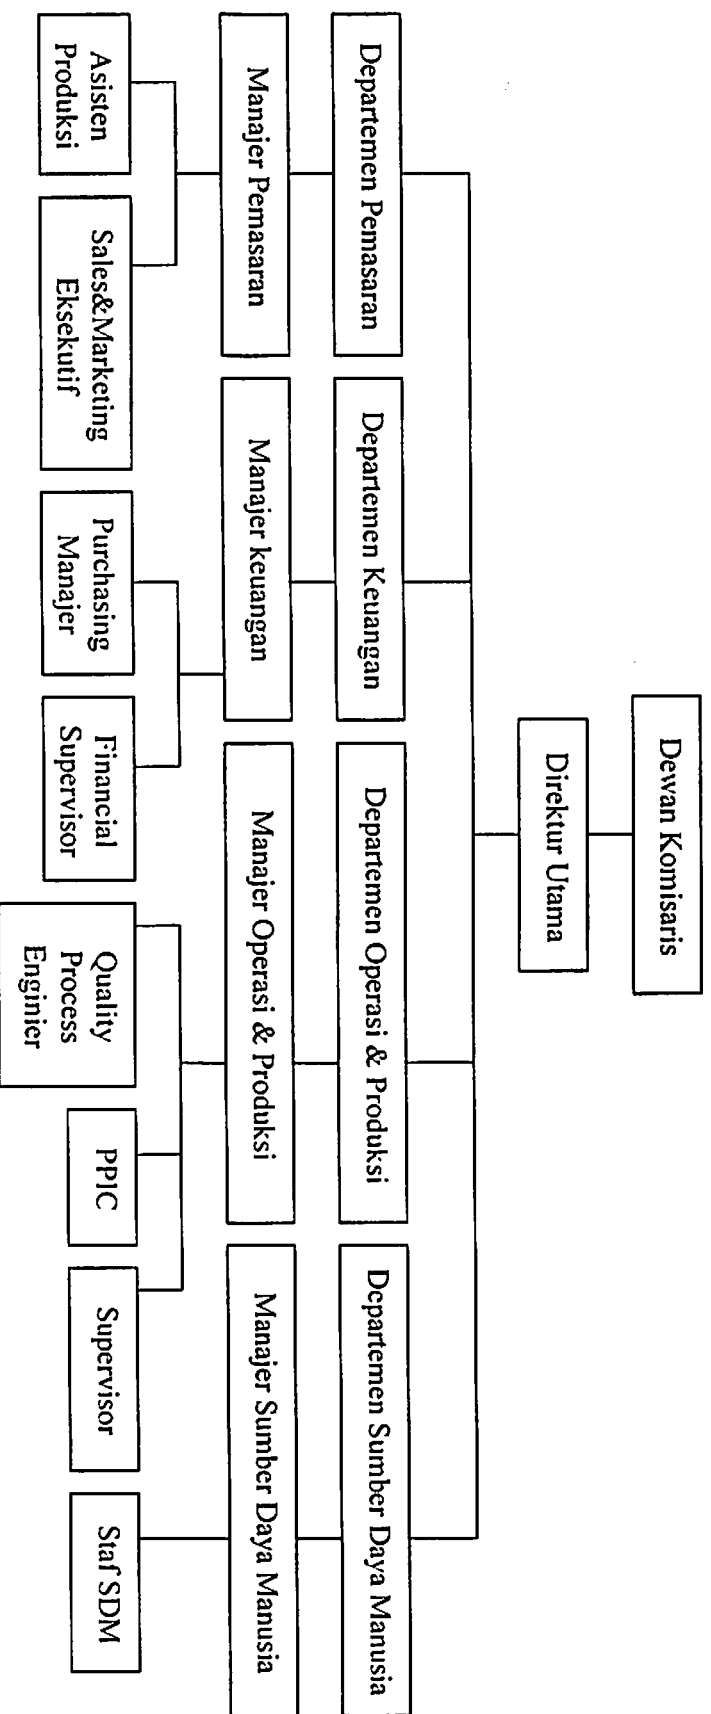 Dewan Komisaris
Direktur Utama
Departemen Pemasaran
Departemen Keuangan
Departemen Operasi & Produksi
Departemen Sumber Daya Manusia
Manajer Pemasaran
Manajer keuangan
Manajer Operasi & Produksi
Manajer Sumber Daya Manusia
Asisten
Produksi
Sales&Marketing
Eksekutif
Purchasing
Manajer
Financial
Supervisor
Quality
Process
Enginier
PPIC
Supervisor
Staf SDM